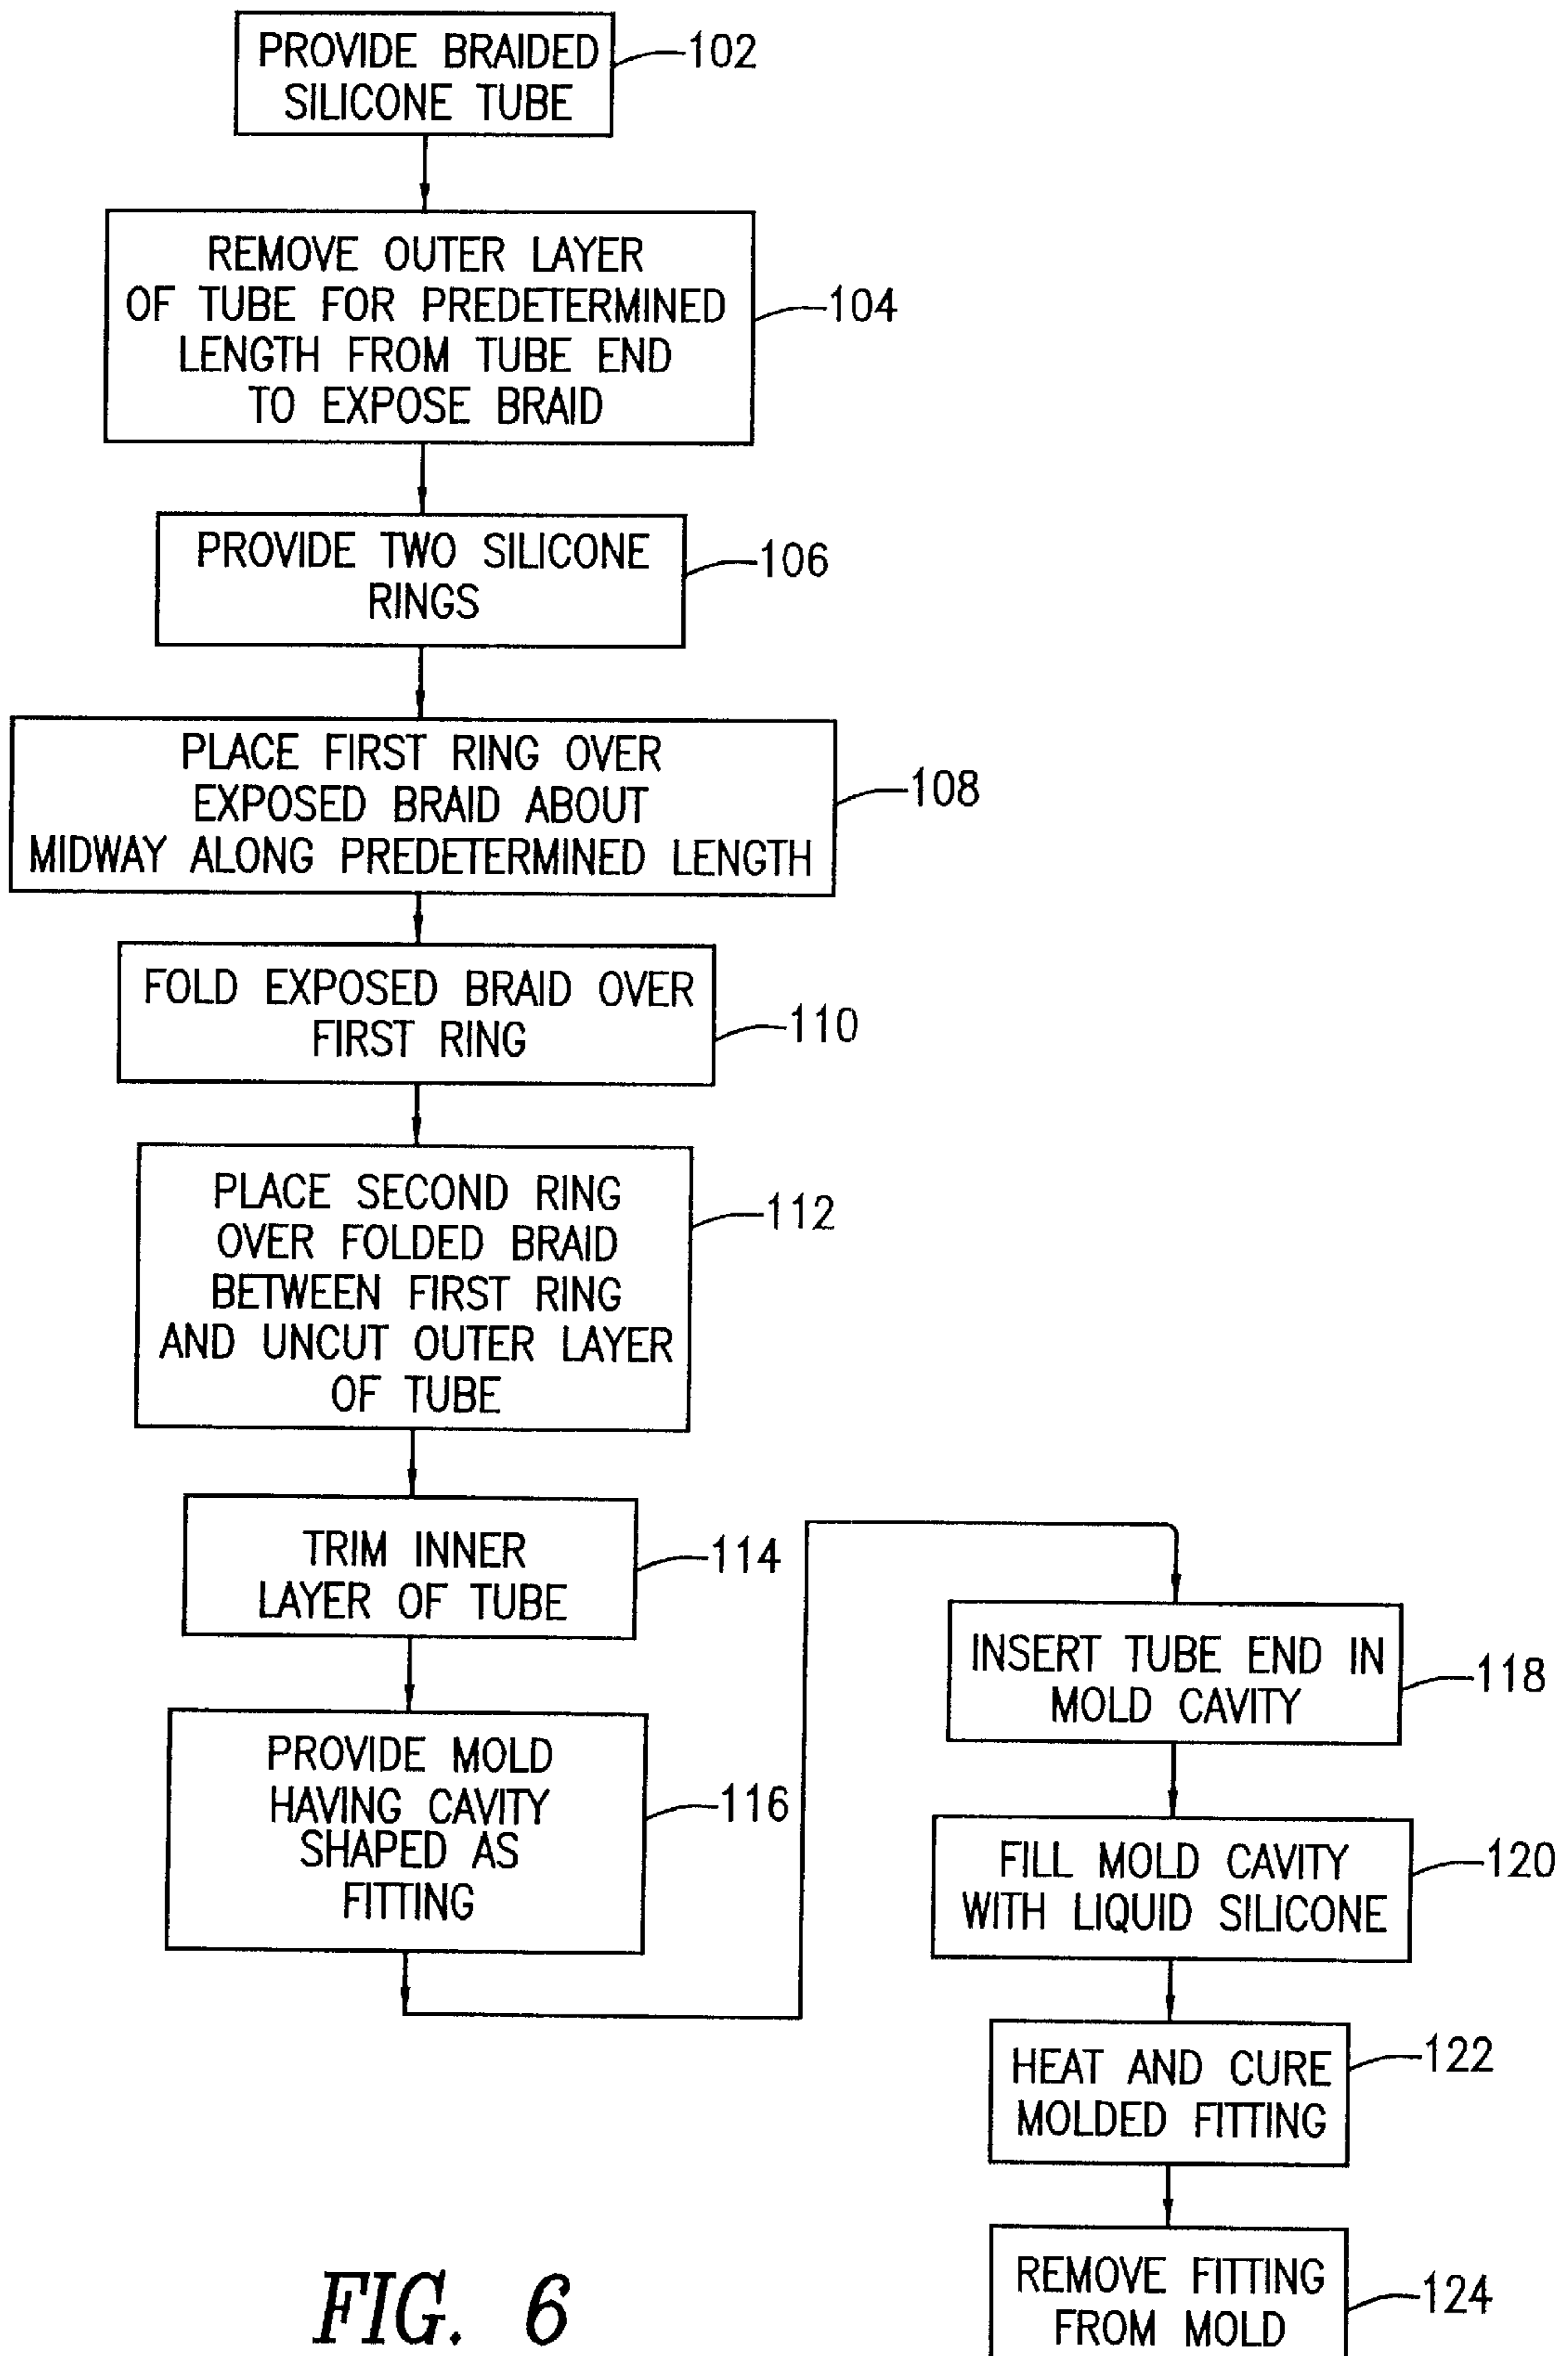 PROVIDE BRAIDED
SILICONE TUBE
102
REMOVE OUTER LAYER
OF TUBE FOR PREDETERMINED
LENGTH FROM TUBE END
TO EXPOSE BRAID
104
PROVIDE TWO SILICONE
RINGS
106
PLACE FIRST RING OVER
EXPOSED BRAID ABOUT
MIDWAY ALONG PREDETERMINED LENGTH
108
FOLD EXPOSED BRAID OVER
FIRST RING
110
PLACE SECOND RING
OVER FOLDED BRAID
BETWEEN FIRST RING
AND UNCUT OUTER LAYER
OF TUBE
112
TRIM INNER
LAYER OF TUBE
114
PROVIDE MOLD
HAVING CAVITY
SHAPED AS
FITTING
116
INSERT TUBE END IN
MOLD CAVITY
118
FILL MOLD CAVITY
WITH LIQUID SILICONE
120
HEAT AND CURE
MOLDED FITTING
122
REMOVE FITTING
FROM MOLD
124
FIG. 6